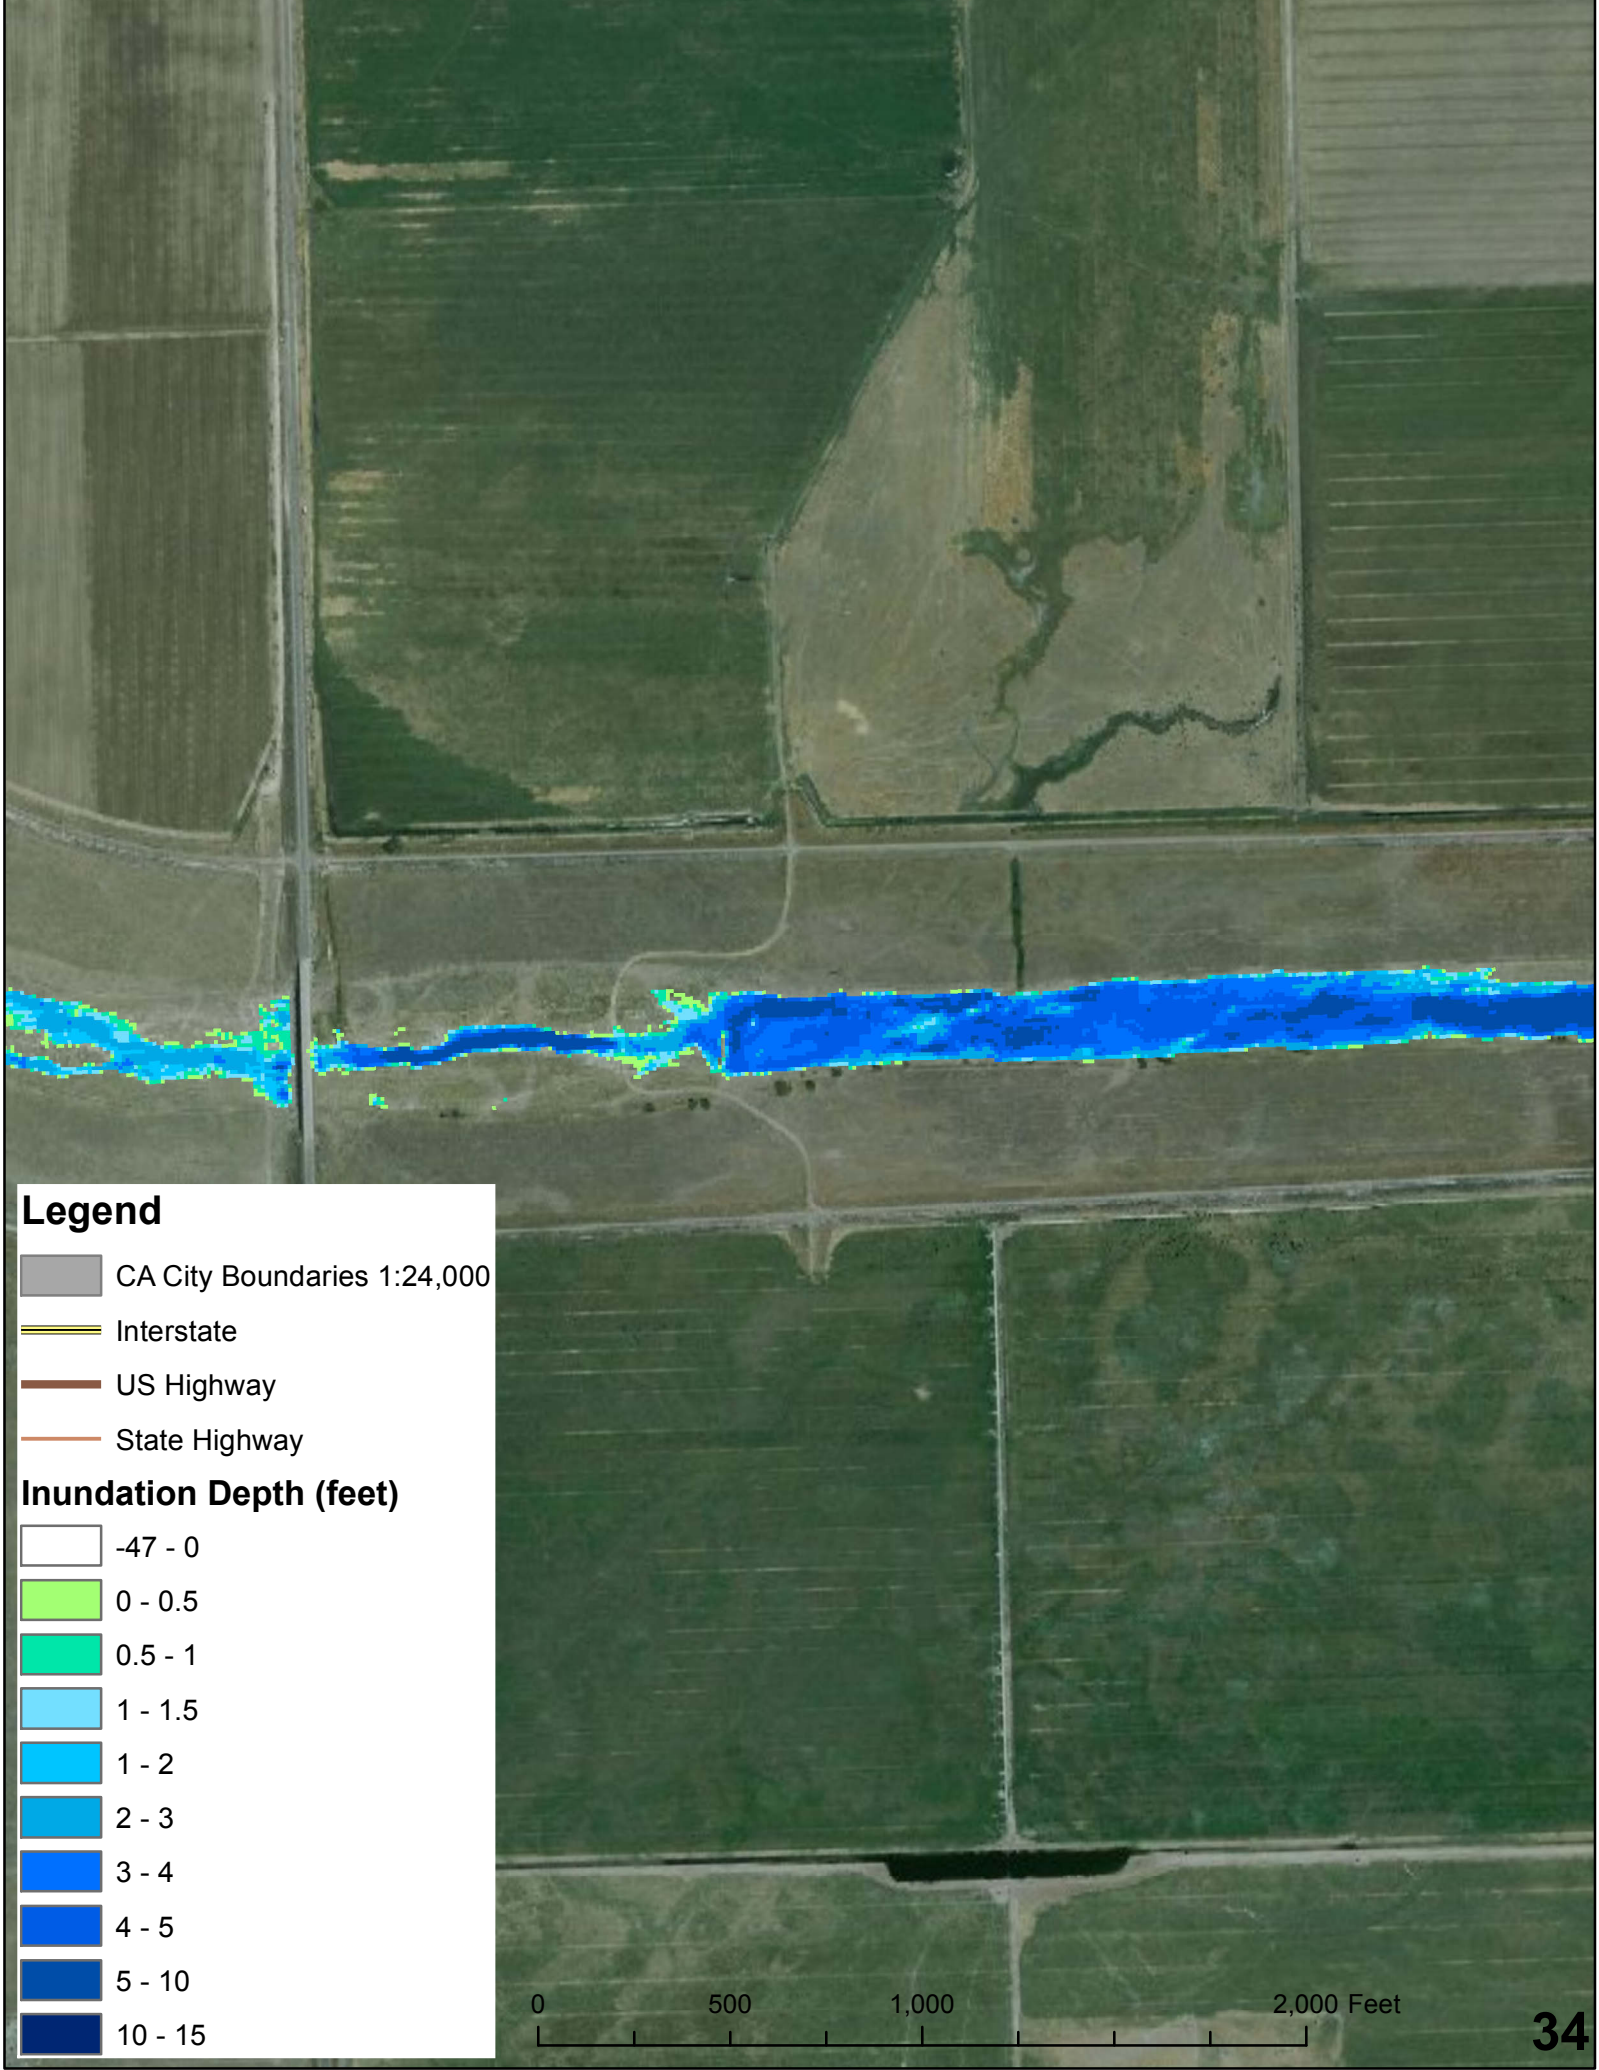 Legend
CA City Boundaries 1:24,000
Interstate
US Highway
State Highway
Inundation Depth (feet)
-47 - 0
0 - 0.5
0.5 - 1
1 - 1.5
1 - 2
2 - 3
3 - 4
4 - 5
5 - 10
10 - 15
0 500 1,000 2,000 Feet
34